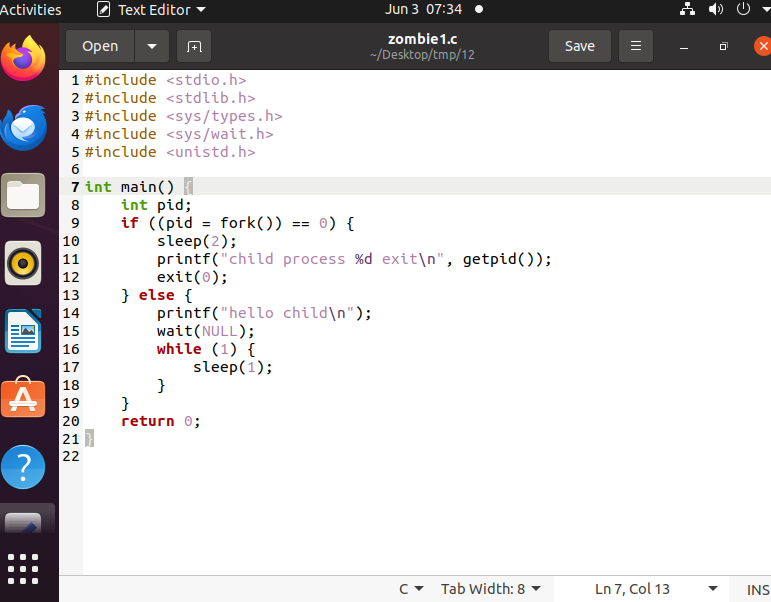 Activities Text Editor Jun 3 07:34
Open zombie1.c Save
~/Desktop/tmp/12
1 #include <stdio.h>
2 #include <stdlib.h>
3 #include <sys/types.h>
4 #include <sys/wait.h>
5 #include <unistd.h>
6
7 int main() {
8     int pid;
9     if ((pid = fork()) == 0) {
10         sleep(2);
11         printf("child process %d exit\n", getpid());
12         exit(0);
13     } else {
14         printf("hello child\n");
15         wait(NULL);
16         while (1) {
17             sleep(1);
18         }
19     }
20     return 0;
21 }
22
C Tab Width: 8 Ln 7, Col 13 INS